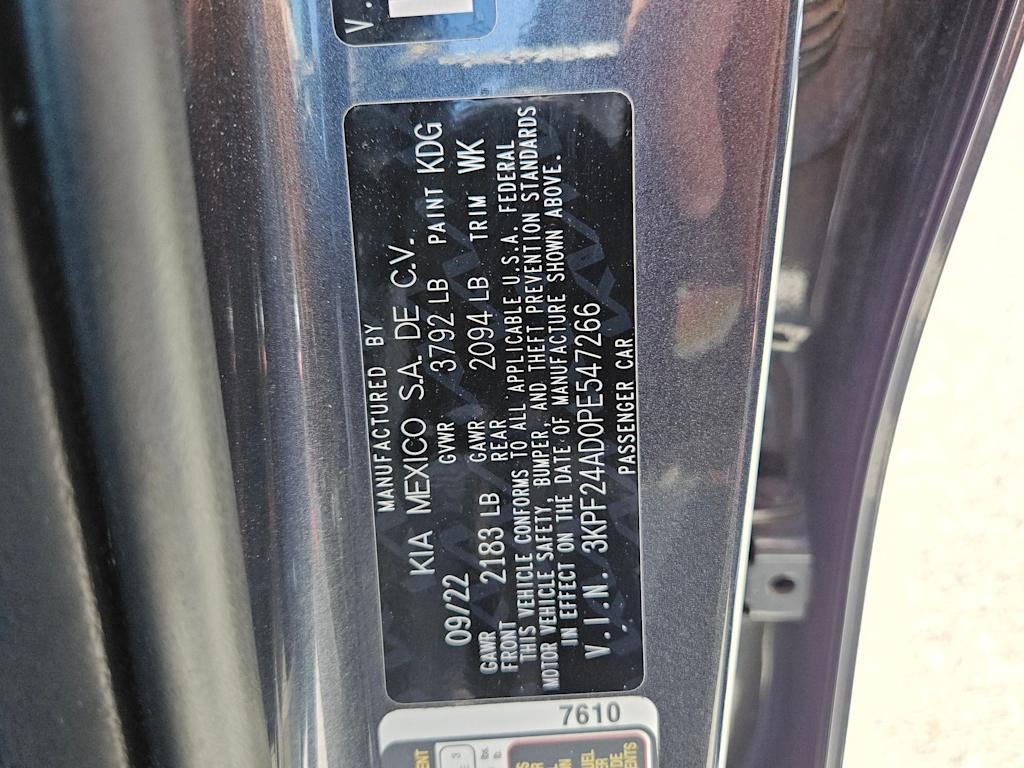 V.
MANUFACTURED BY
KIA MEXICO S.A. DE C.V.
09/22 GVWR 3792 LB PAINT KDG
GAWR FRONT 2183 LB GAWR REAR 2094 LB TRIM WK
THIS VEHICLE CONFORMS TO ALL APPLICABLE U.S.A. FEDERAL
MOTOR VEHICLE SAFETY, BUMPER, AND THEFT PREVENTION STANDARDS
IN EFFECT ON THE DATE OF MANUFACTURE SHOWN ABOVE.
V.I.N. 3KPF24AD0PE547266
PASSENGER CAR
7610